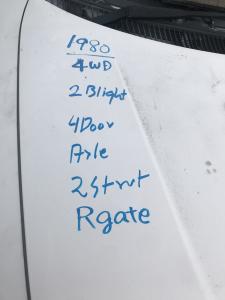 1980
4WD
2Blight
4Door
Axle
2Strut
Rgate